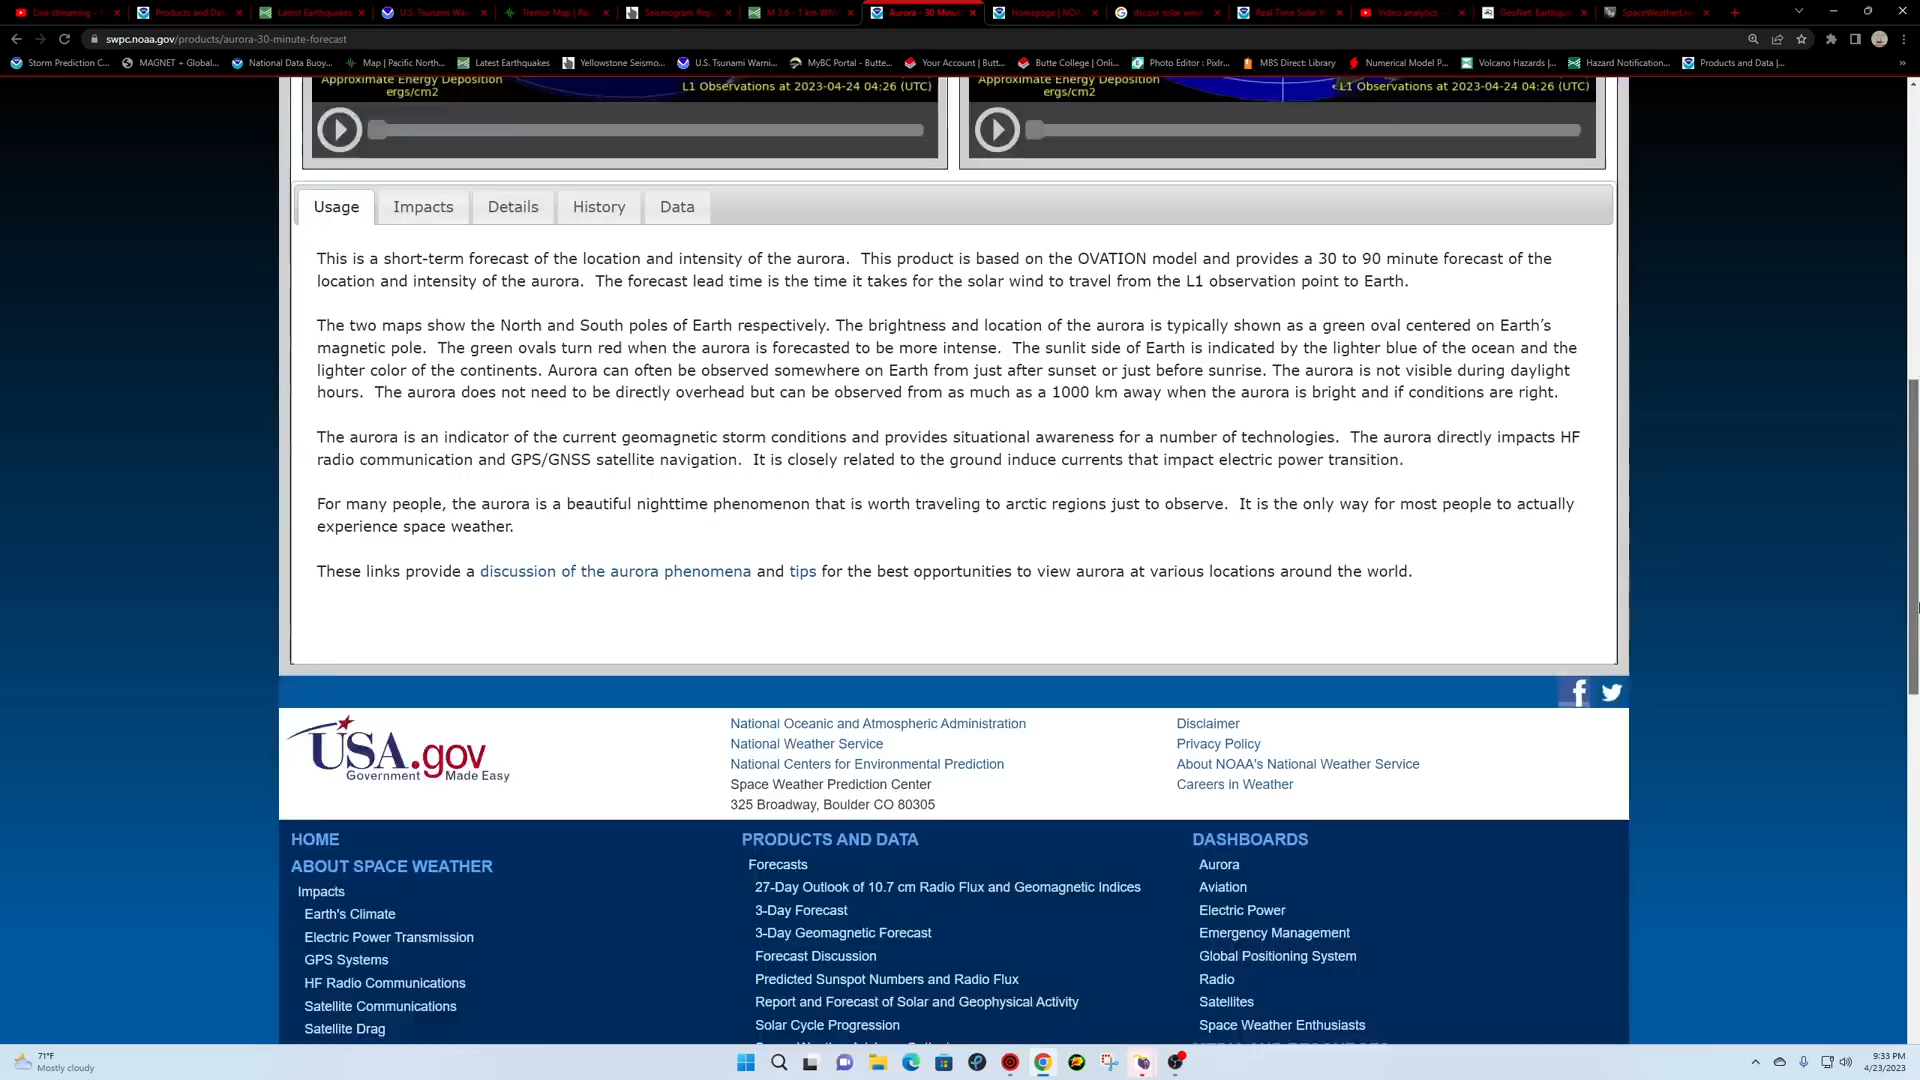 Live streaming -
Products and Dat
Latest Earthquakes
U.S. Tsunami Wa
Tremor Map | Pac
Seismogram Rep
M 3.6 - 1 km WN
Aurora - 30 Minu
Homepage | NC
dscovr solar wind
Real Time Solar W
Video analytics -
GeoNet: Earthqua
SpaceWeatherLiv
swpc.noaa.gov/products/aurora-30-minute-forecast
Storm Prediction C...
MAGNET + Global...
National Data Buoy...
Map | Pacific North...
Latest Earthquakes
Yellowstone Seismo...
U.S. Tsunami Warni...
MyBC Portal - Butte...
Your Account | Butt...
Butte College | Onli...
Photo Editor : Pixlr...
MBS Direct Library
Numerical Model P...
Volcano Hazards |...
Hazard Notification...
Products and Data |...
»
Approximate Energy Deposition
ergs/cm2
L1 Observations at 2023-04-24 04:26 (UTC)
Approximate Energy Deposition
ergs/cm2
L1 Observations at 2023-04-24 04:26 (UTC)
Usage Impacts Details History Data
This is a short-term forecast of the location and intensity of the aurora.  This product is based on the OVATION model and provides a 30 to 90 minute forecast of the
location and intensity of the aurora.  The forecast lead time is the time it takes for the solar wind to travel from the L1 observation point to Earth.
The two maps show the North and South poles of Earth respectively. The brightness and location of the aurora is typically shown as a green oval centered on Earth's
magnetic pole.  The green ovals turn red when the aurora is forecasted to be more intense.  The sunlit side of Earth is indicated by the lighter blue of the ocean and the
lighter color of the continents. Aurora can often be observed somewhere on Earth from just after sunset or just before sunrise. The aurora is not visible during daylight
hours.  The aurora does not need to be directly overhead but can be observed from as much as a 1000 km away when the aurora is bright and if conditions are right.
The aurora is an indicator of the current geomagnetic storm conditions and provides situational awareness for a number of technologies.  The aurora directly impacts HF
radio communication and GPS/GNSS satellite navigation.  It is closely related to the ground induce currents that impact electric power transition.
For many people, the aurora is a beautiful nighttime phenomenon that is worth traveling to arctic regions just to observe.  It is the only way for most people to actually
experience space weather.
These links provide a discussion of the aurora phenomena and tips for the best opportunities to view aurora at various locations around the world.
USA.gov
Government Made Easy
National Oceanic and Atmospheric Administration
National Weather Service
National Centers for Environmental Prediction
Space Weather Prediction Center
325 Broadway, Boulder CO 80305
Disclaimer
Privacy Policy
About NOAA's National Weather Service
Careers in Weather
HOME
ABOUT SPACE WEATHER
Impacts
Earth's Climate
Electric Power Transmission
GPS Systems
HF Radio Communications
Satellite Communications
Satellite Drag
PRODUCTS AND DATA
Forecasts
27-Day Outlook of 10.7 cm Radio Flux and Geomagnetic Indices
3-Day Forecast
3-Day Geomagnetic Forecast
Forecast Discussion
Predicted Sunspot Numbers and Radio Flux
Report and Forecast of Solar and Geophysical Activity
Solar Cycle Progression
DASHBOARDS
Aurora
Aviation
Electric Power
Emergency Management
Global Positioning System
Radio
Satellites
Space Weather Enthusiasts
71°F
Mostly cloudy
9:33 PM
4/23/2023